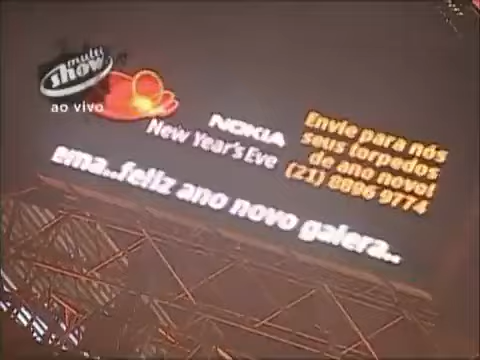 multi
show
ao vivo
NOKIA
New Year's Eve
Envie para nós
seus torpedos
de ano novo!
(21) 8896 9774
ema..feliz ano novo galera..